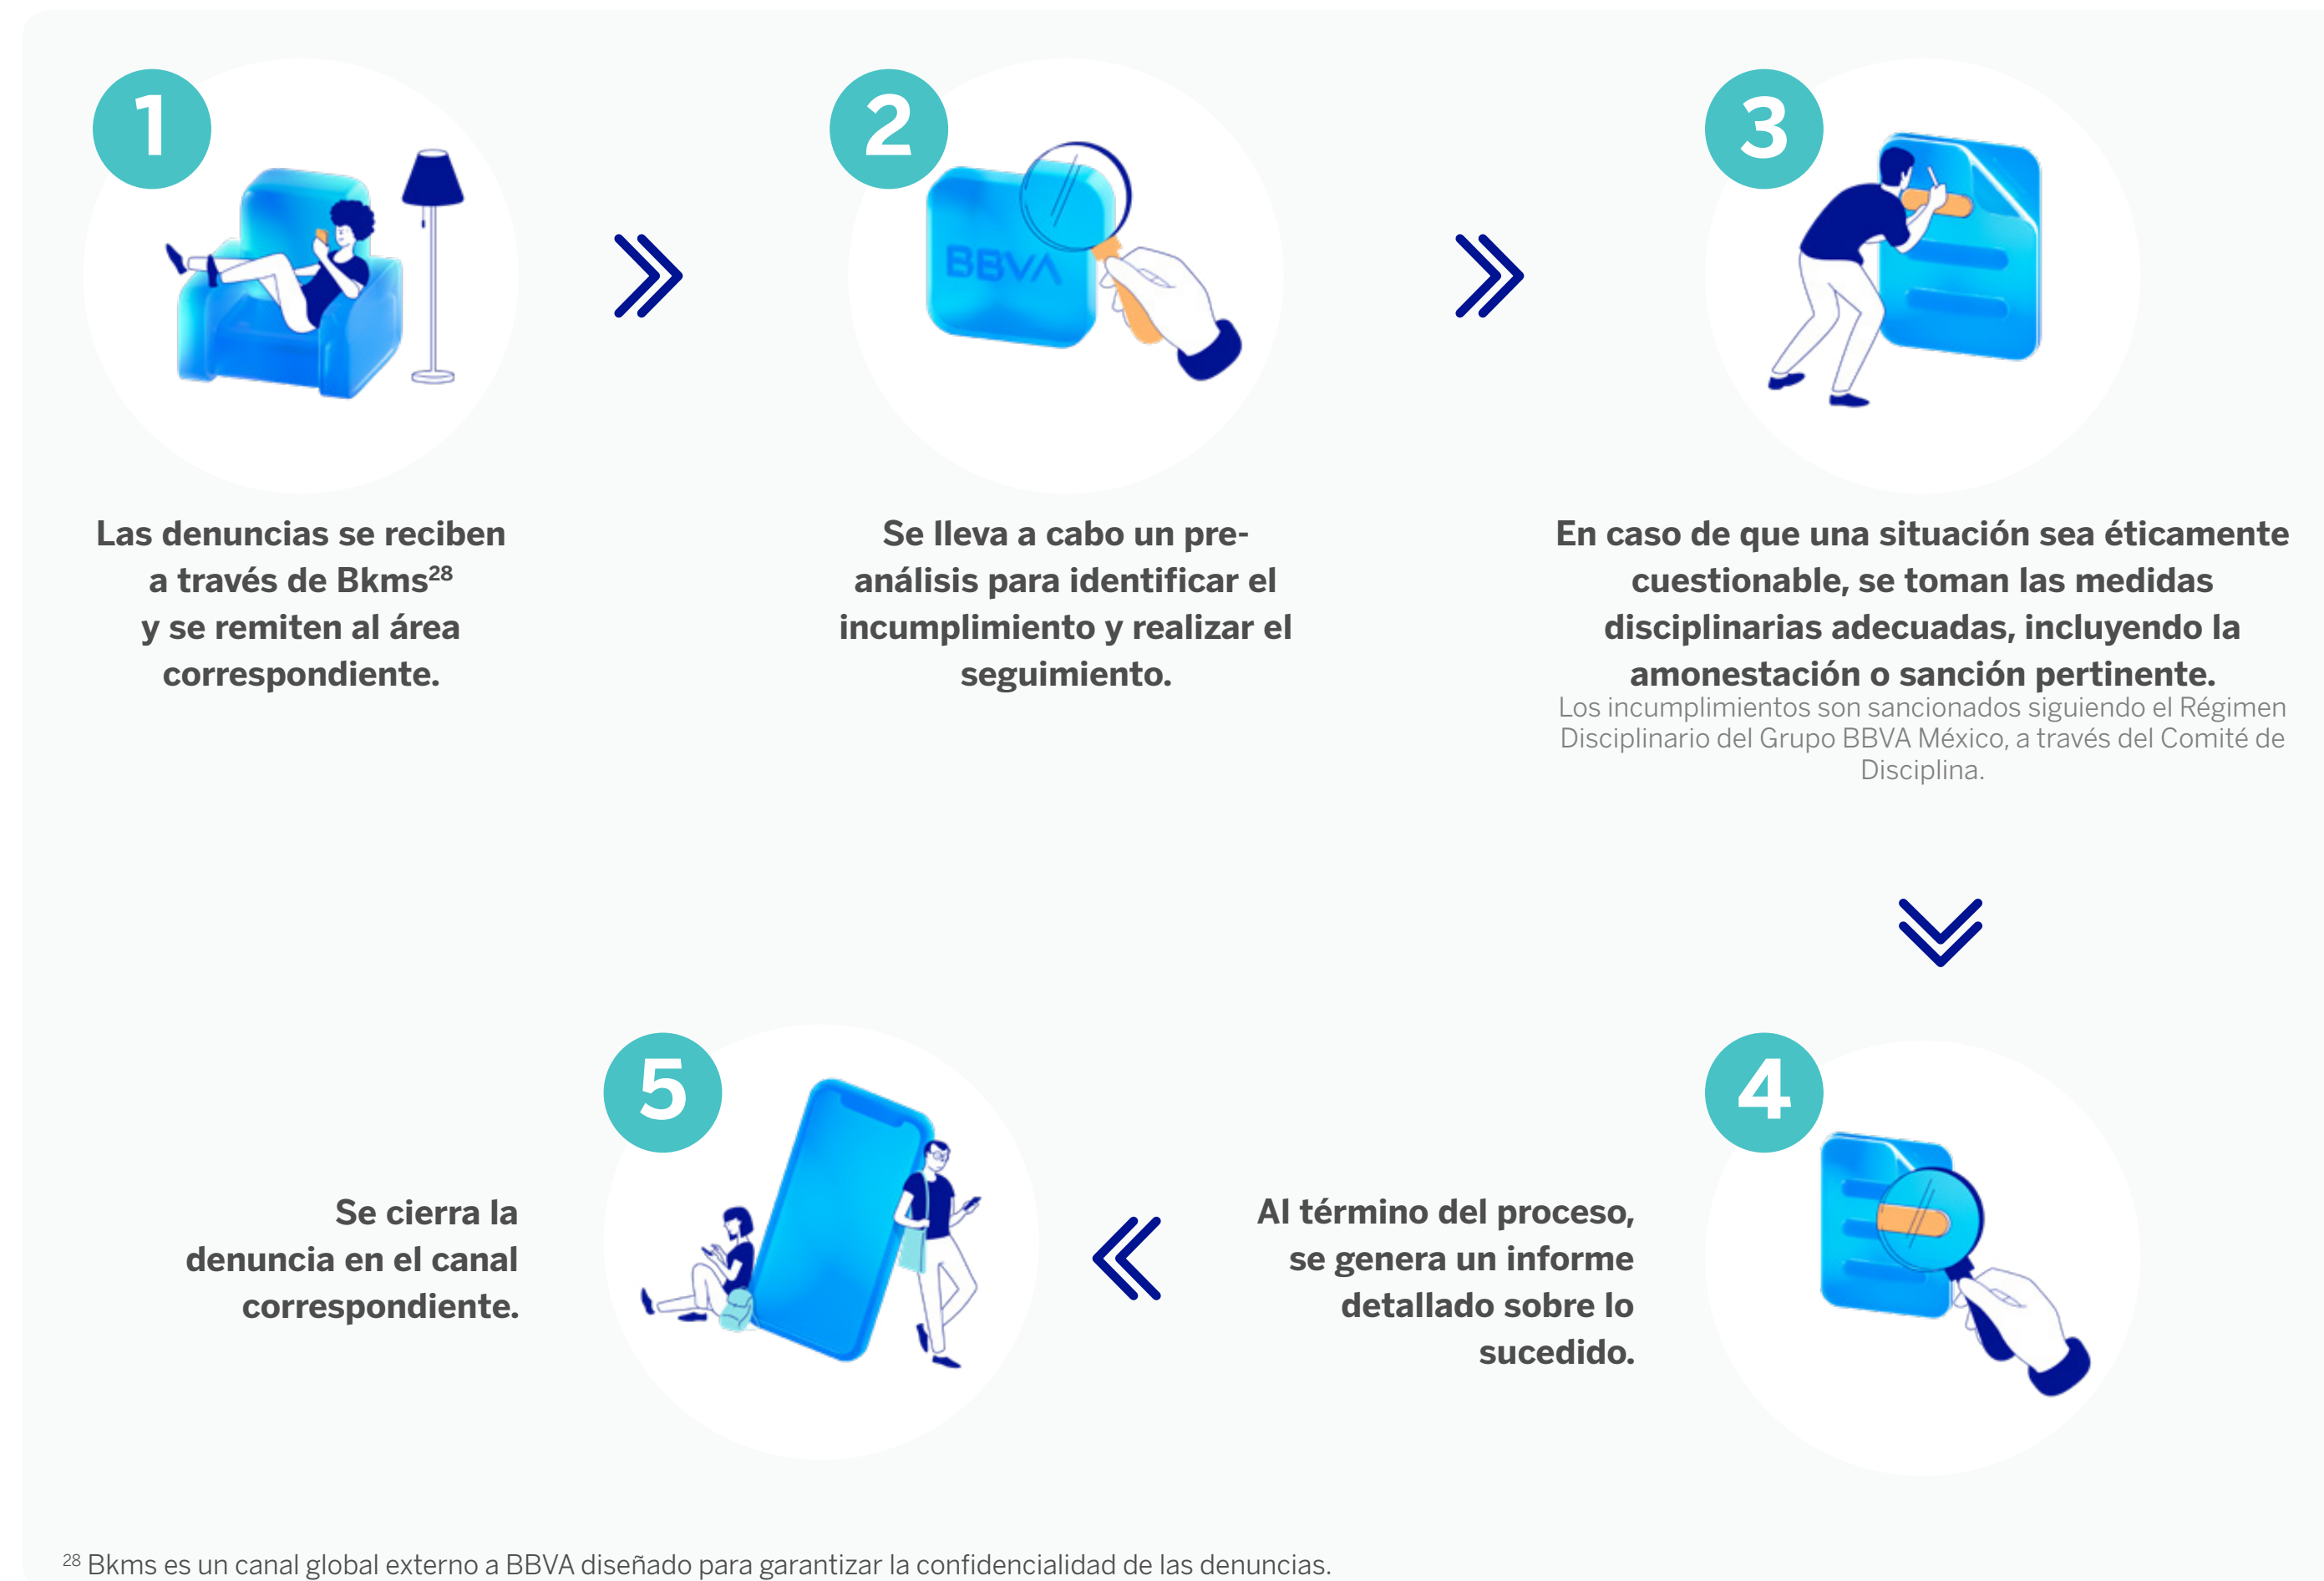 1
Las denuncias se reciben
a través de Bkms²⁸
y se remiten al área
correspondiente.
2
BBVA
Se lleva a cabo un pre-
análisis para identificar el
incumplimiento y realizar el
seguimiento.
3
En caso de que una situación sea éticamente
cuestionable, se toman las medidas
disciplinarias adecuadas, incluyendo la
amonestación o sanción pertinente.
Los incumplimientos son sancionados siguiendo el Régimen
Disciplinario del Grupo BBVA México, a través del Comité de
Disciplina.
4
Al término del proceso,
se genera un informe
detallado sobre lo
sucedido.
5
Se cierra la
denuncia en el canal
correspondiente.
²⁸ Bkms es un canal global externo a BBVA diseñado para garantizar la confidencialidad de las denuncias.